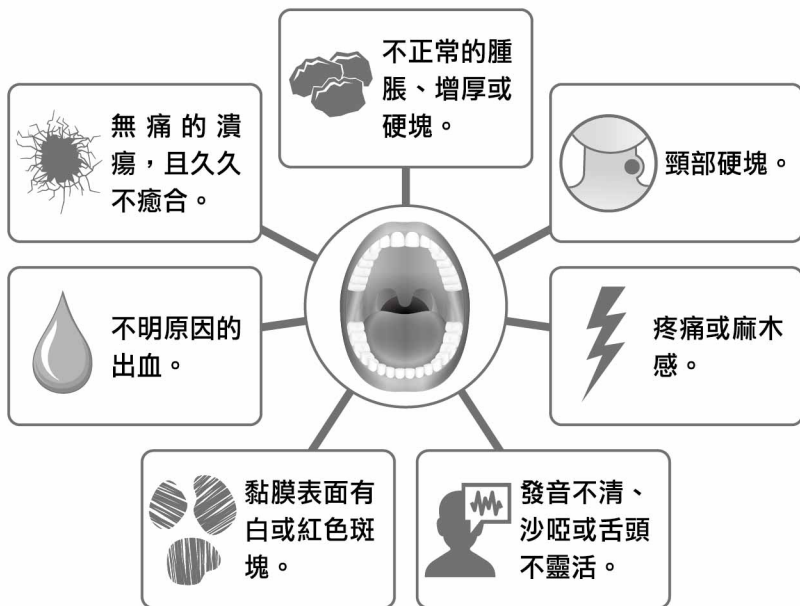 不正常的腫
脹、增厚或
硬塊。
無痛的潰
瘍，且久久
不癒合。
頸部硬塊。
不明原因的
出血。
疼痛或麻木
感。
黏膜表面有
白或紅色斑
塊。
發音不清、
沙啞或舌頭
不靈活。